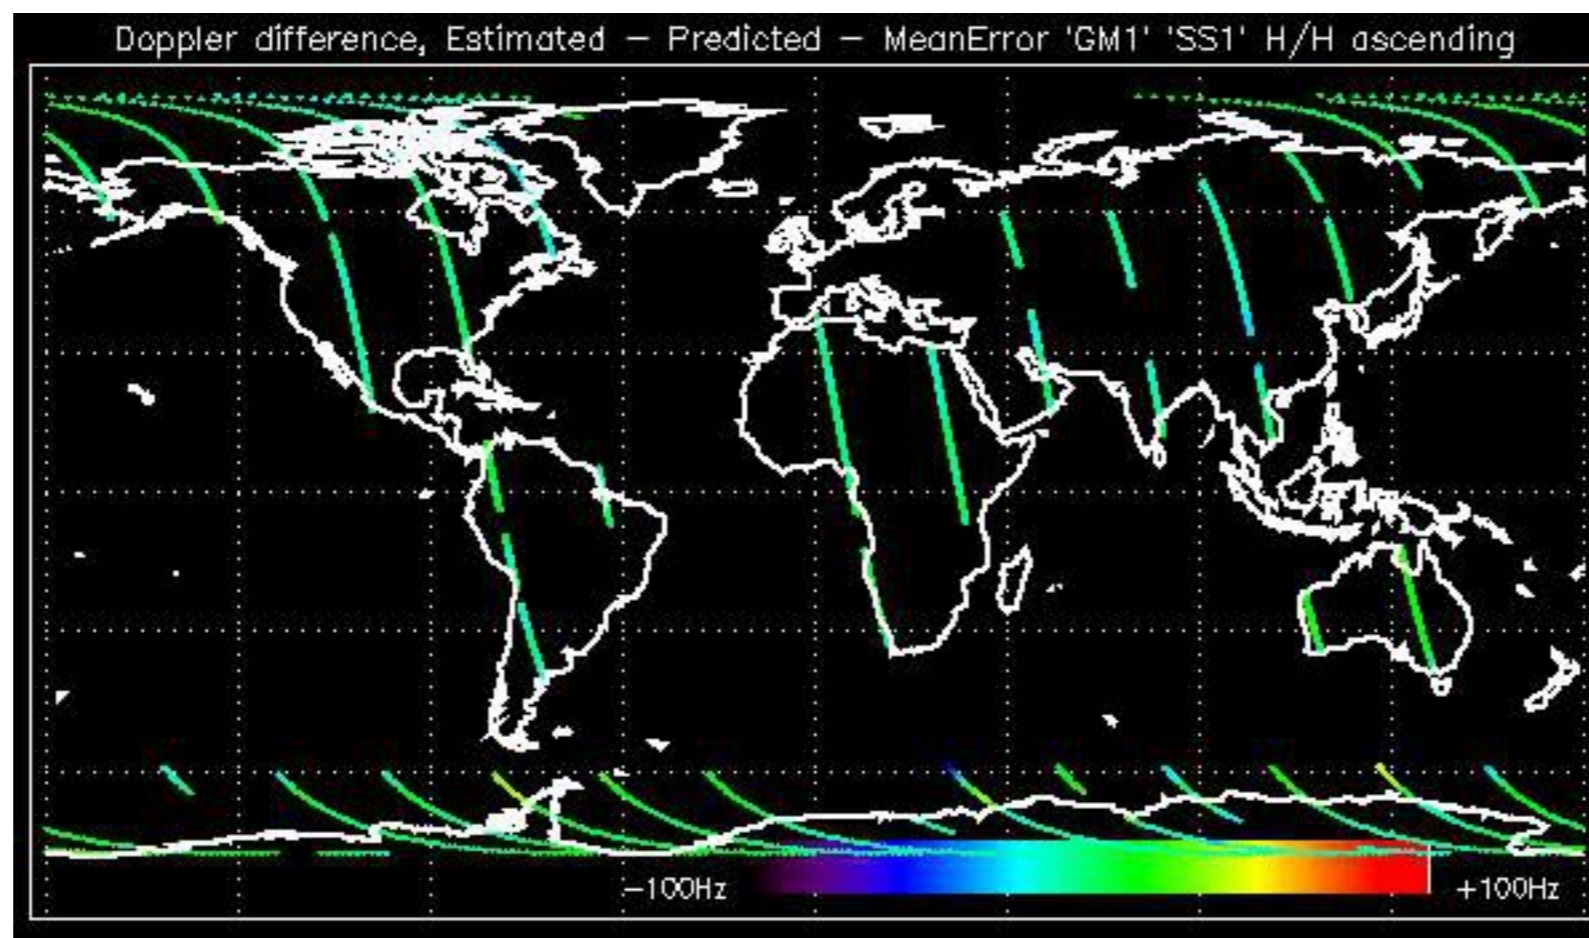 Doppler difference, Estimated – Predicted – MeanError 'GM1' 'SS1' H/H ascending
–100Hz +100Hz